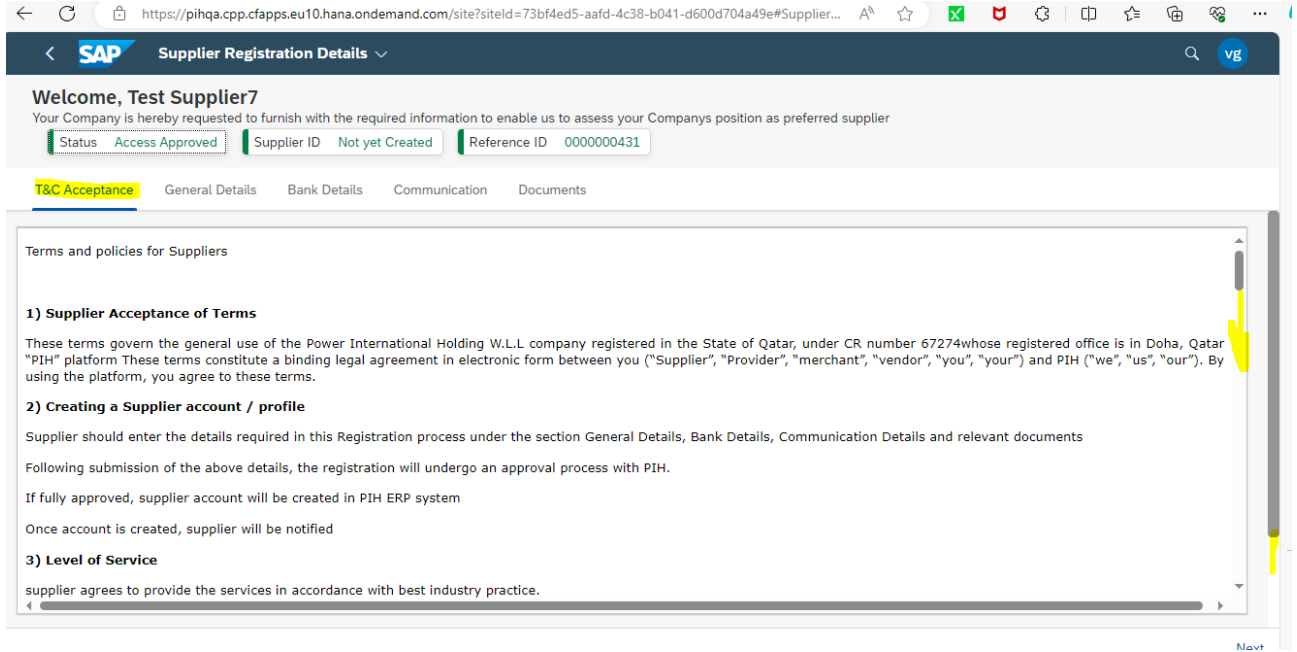 https://pihqa.cpp.cfapps.eu10.hana.ondemand.com/site?siteId=73bf4ed5-aafd-4c38-b041-d600d704a49e#Supplier...
SAP Supplier Registration Details vg
Welcome, Test Supplier7
Your Company is hereby requested to furnish with the required information to enable us to assess your Companys position as preferred supplier
Status Access Approved Supplier ID Not yet Created Reference ID 0000000431
T&C Acceptance General Details Bank Details Communication Documents
Terms and policies for Suppliers
1) Supplier Acceptance of Terms
These terms govern the general use of the Power International Holding W.L.L company registered in the State of Qatar, under CR number 67274whose registered office is in Doha, Qatar
“PIH” platform These terms constitute a binding legal agreement in electronic form between you (“Supplier”, “Provider”, “merchant”, “vendor”, “you”, “your”) and PIH (“we”, “us”, “our”). By
using the platform, you agree to these terms.
2) Creating a Supplier account / profile
Supplier should enter the details required in this Registration process under the section General Details, Bank Details, Communication Details and relevant documents
Following submission of the above details, the registration will undergo an approval process with PIH.
If fully approved, supplier account will be created in PIH ERP system
Once account is created, supplier will be notified
3) Level of Service
supplier agrees to provide the services in accordance with best industry practice.
Next